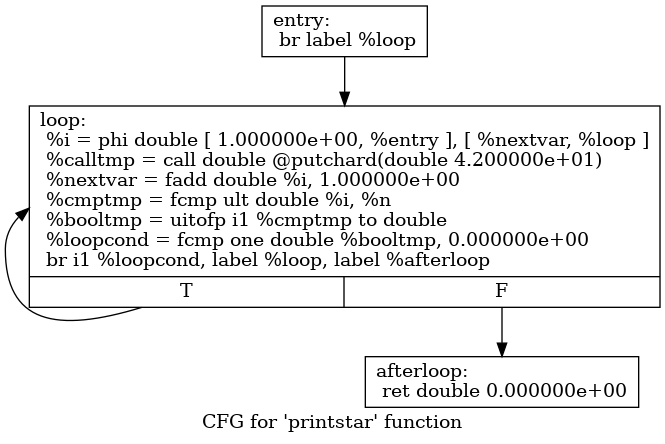 entry:
br label %loop
loop:
%i = phi double [ 1.000000e+00, %entry ], [ %nextvar, %loop ]
%calltmp = call double @putchard(double 4.200000e+01)
%nextvar = fadd double %i, 1.000000e+00
%cmptmp = fcmp ult double %i, %n
%booltmp = uitofp i1 %cmptmp to double
%loopcond = fcmp one double %booltmp, 0.000000e+00
br i1 %loopcond, label %loop, label %afterloop
T
F
afterloop:
ret double 0.000000e+00
CFG for 'printstar' function